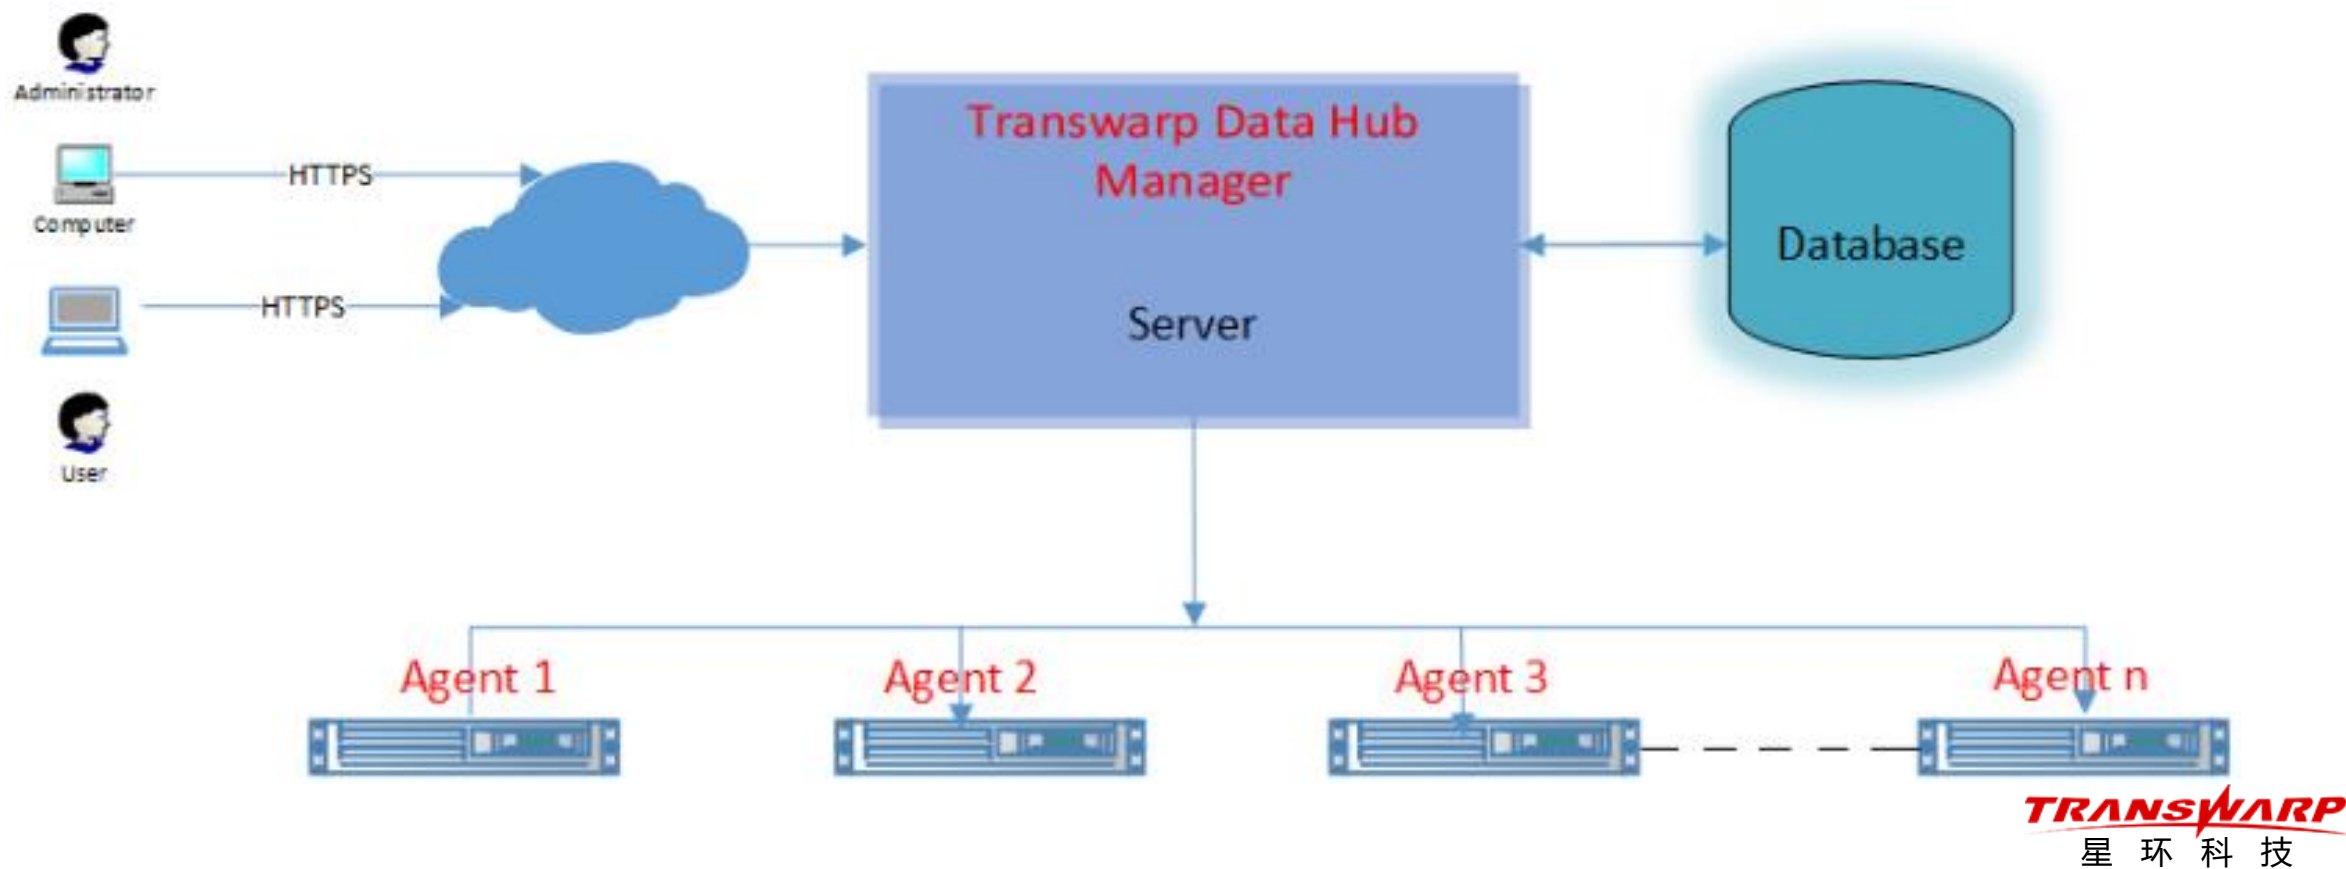 Administrator
Computer
HTTPS
HTTPS
User
Transwarp Data Hub
Manager
Server
Database
Agent 1
Agent 2
Agent 3
Agent n
TRANSWARP
星环科技